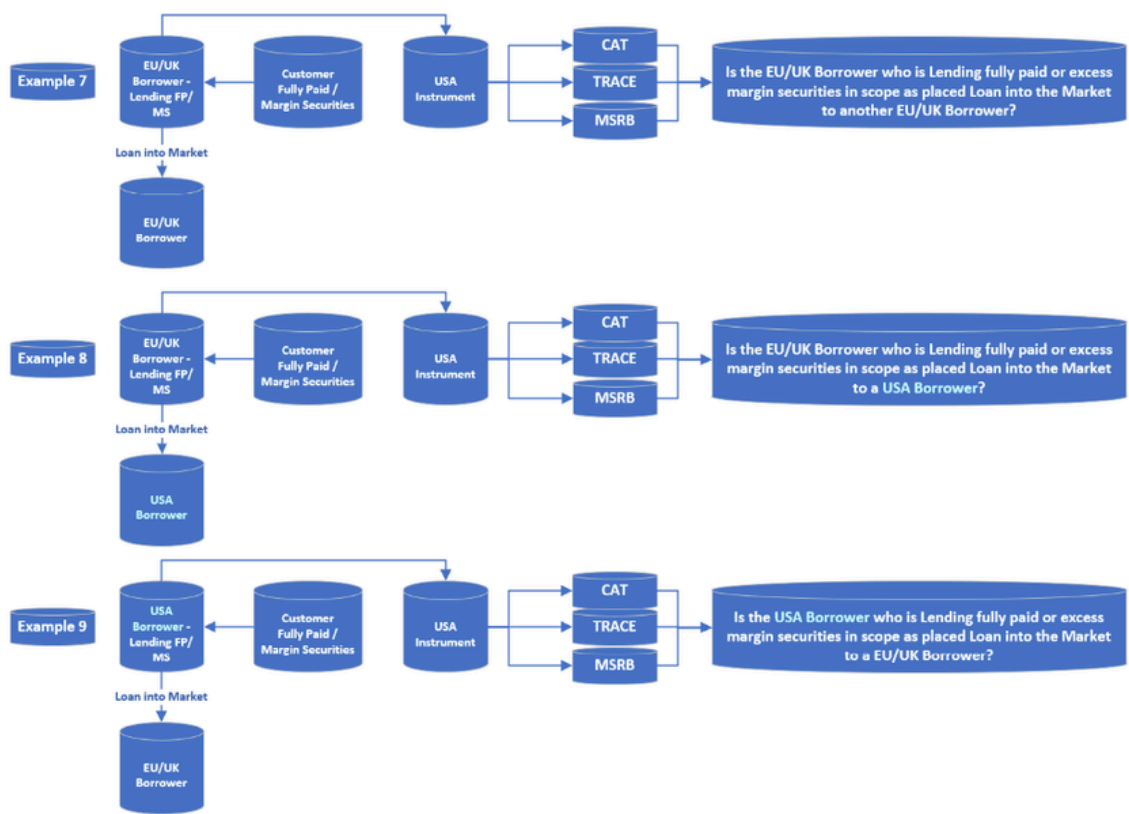 Example 7
EU/UK
Borrower -
Lending FP/
MS
Customer
Fully Paid /
Margin Securities
USA
Instrument
CAT
TRACE
MSRB
Is the EU/UK Borrower who is Lending fully paid or excess
margin securities in scope as placed Loan into the Market
to another EU/UK Borrower?
Loan into Market
EU/UK
Borrower
Example 8
EU/UK
Borrower -
Lending FP/
MS
Customer
Fully Paid /
Margin Securities
USA
Instrument
CAT
TRACE
MSRB
Is the EU/UK Borrower who is Lending fully paid or excess
margin securities in scope as placed Loan into the Market
to a USA Borrower?
Loan into Market
USA
Borrower
Example 9
USA
Borrower -
Lending FP/
MS
Customer
Fully Paid /
Margin Securities
USA
Instrument
CAT
TRACE
MSRB
Is the USA Borrower who is Lending fully paid or excess
margin securities in scope as placed Loan into the Market
to a EU/UK Borrower?
Loan into Market
EU/UK
Borrower